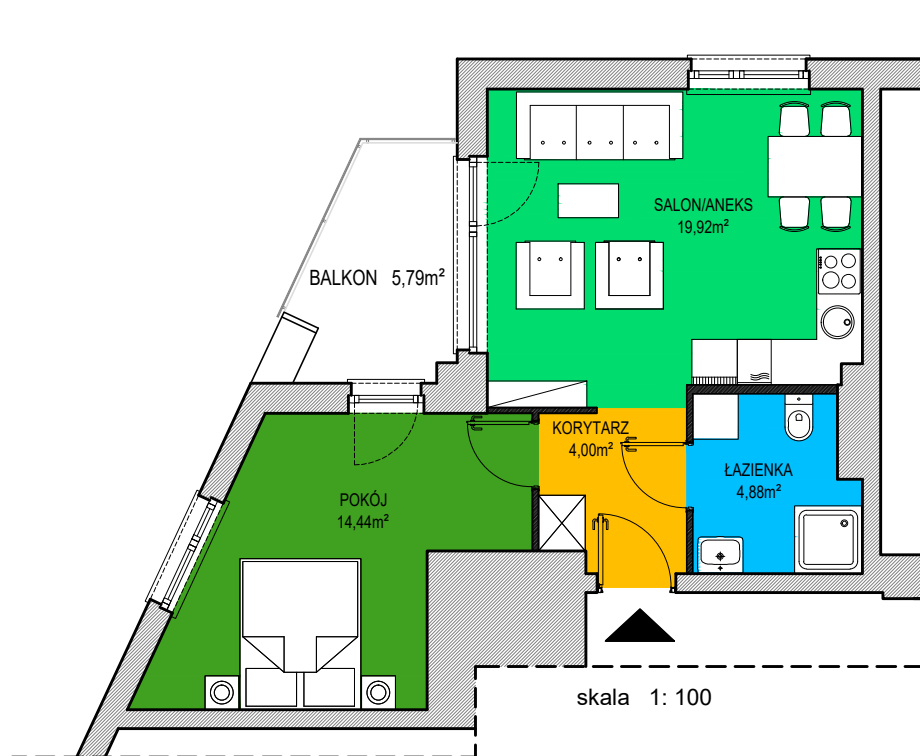 SALON/ANEKS
19,92m²
BALKON 5,79m²
KORYTARZ
4,00m²
ŁAZIENKA
4,88m²
POKÓJ
14,44m²
skala 1: 100